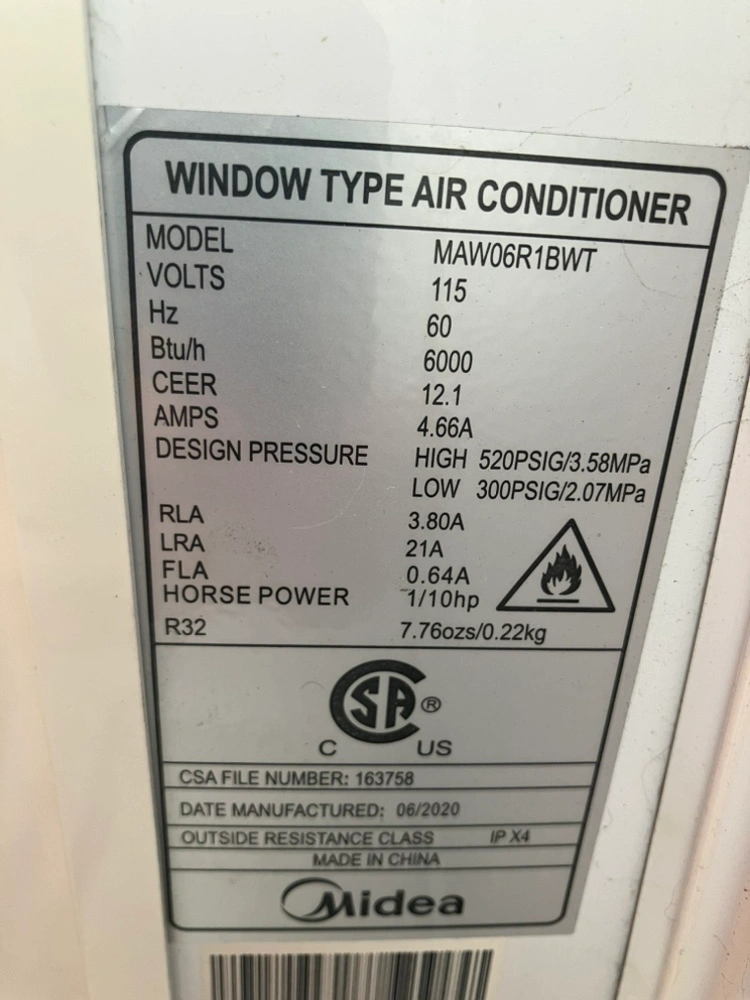 WINDOW TYPE AIR CONDITIONER
MODEL MAW06R1BWT
VOLTS 115
Hz 60
Btu/h 6000
CEER 12.1
AMPS 4.66A
DESIGN PRESSURE HIGH 520PSIG/3.58MPa
LOW 300PSIG/2.07MPa
RLA 3.80A
LRA 21A
FLA 0.64A
HORSE POWER 1/10hp
R32 7.76ozs/0.22kg
SA ®
C US
CSA FILE NUMBER: 163758
DATE MANUFACTURED: 06/2020
OUTSIDE RESISTANCE CLASS IP X4
MADE IN CHINA
Midea